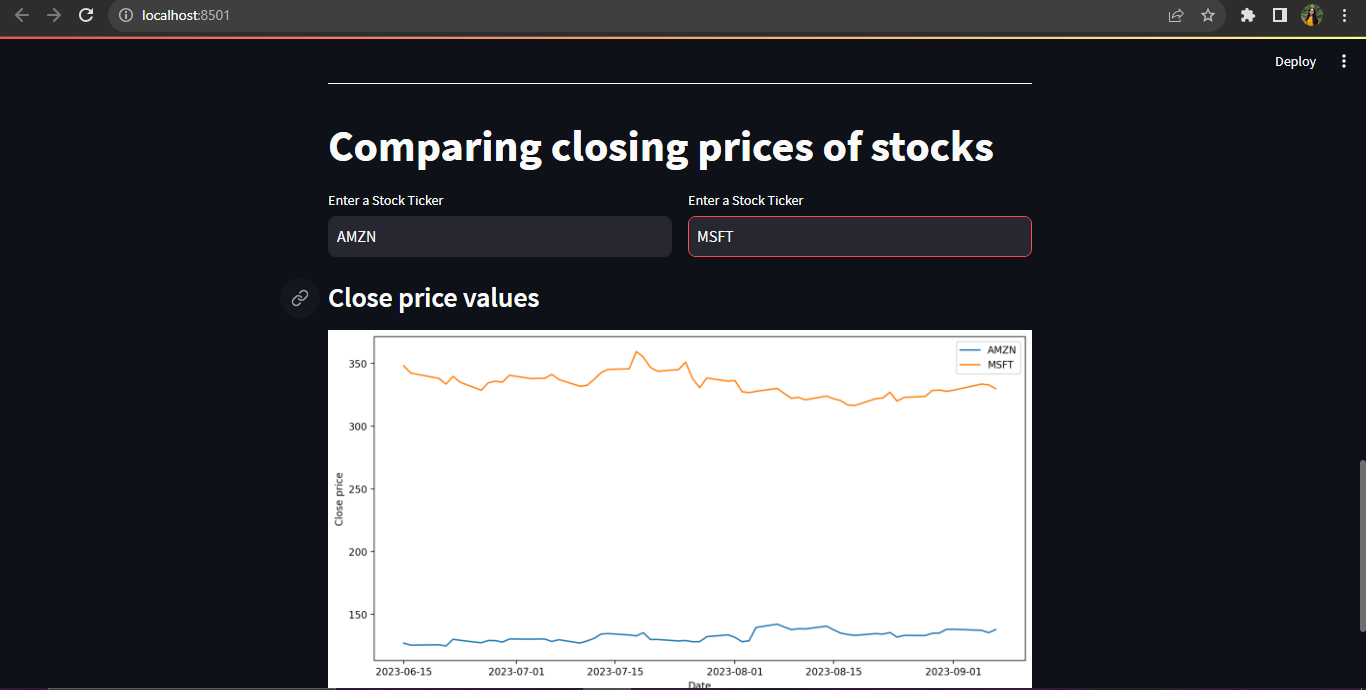 localhost:8501
Deploy
Comparing closing prices of stocks
Enter a Stock Ticker
Enter a Stock Ticker
AMZN
MSFT
Close price values
AMZN
MSFT
350
300
250
200
150
Close price
2023-06-15 2023-07-01 2023-07-15 2023-08-01 2023-08-15 2023-09-01
Date